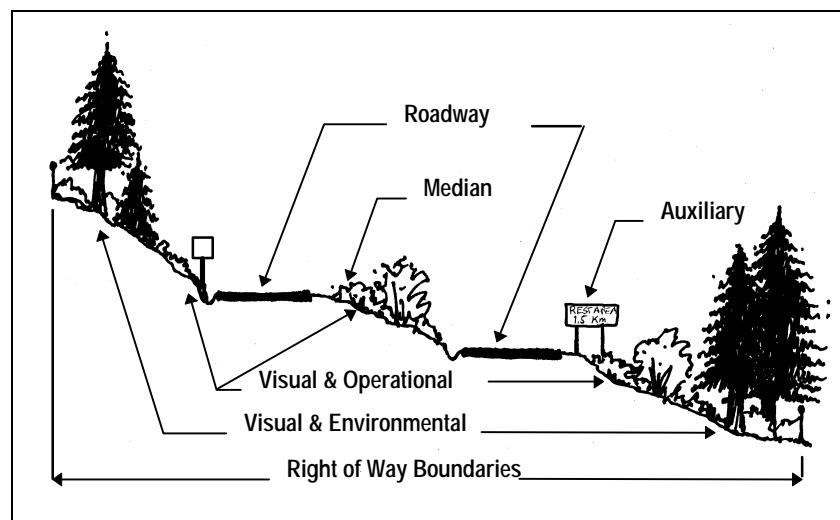 Roadway
Median
Auxiliary
REST AREA
1.5 Km
Visual & Operational
Visual & Environmental
Right of Way Boundaries